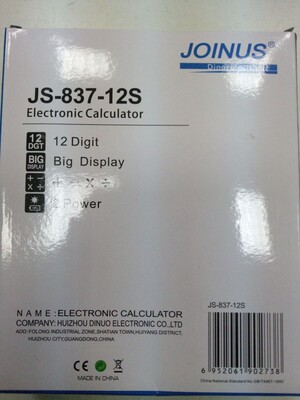 JOINUS®
JS-837-12S
Electronic Calculator
12
DGT
12 Digit
BIG
DISPLAY
Big Display
+ − × ÷
2 Power
NAME: ELECTRONIC CALCULATOR
COMPANY: HUIZHOU DINUO ELECTRONIC CO.,LTD
ADD: FOLONG INDUSTRIAL ZONE, SHATIAN TOWN, HUIYANG DISTRICT,
HUIZHOU CITY, GUANGDONG, CHINA
CE
MADE IN CHINA
JS-837-12S
6 952061 902738